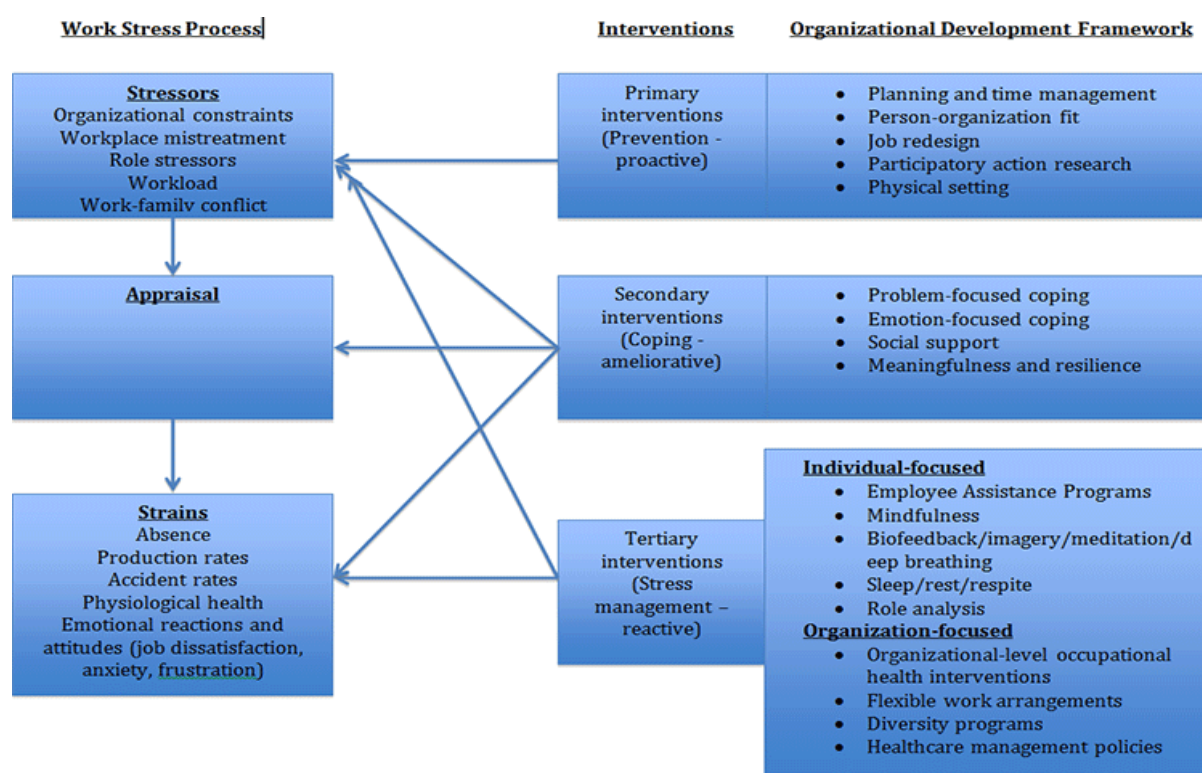 Work Stress Process
Interventions
Organizational Development Framework
Stressors
Organizational constraints
Workplace mistreatment
Role stressors
Workload
Work-family conflict
Primary
interventions
(Prevention -
proactive)
• Planning and time management
• Person-organization fit
• Job redesign
• Participatory action research
• Physical setting
Appraisal
Secondary
interventions
(Coping -
ameliorative)
• Problem-focused coping
• Emotion-focused coping
• Social support
• Meaningfulness and resilience
Strains
Absence
Production rates
Accident rates
Physiological health
Emotional reactions and
attitudes (job dissatisfaction,
anxiety, frustration)
Tertiary
interventions
(Stress
management –
reactive)
Individual-focused
• Employee Assistance Programs
• Mindfulness
• Biofeedback/imagery/meditation/d
eep breathing
• Sleep/rest/respite
• Role analysis
Organization-focused
• Organizational-level occupational
health interventions
• Flexible work arrangements
• Diversity programs
• Healthcare management policies